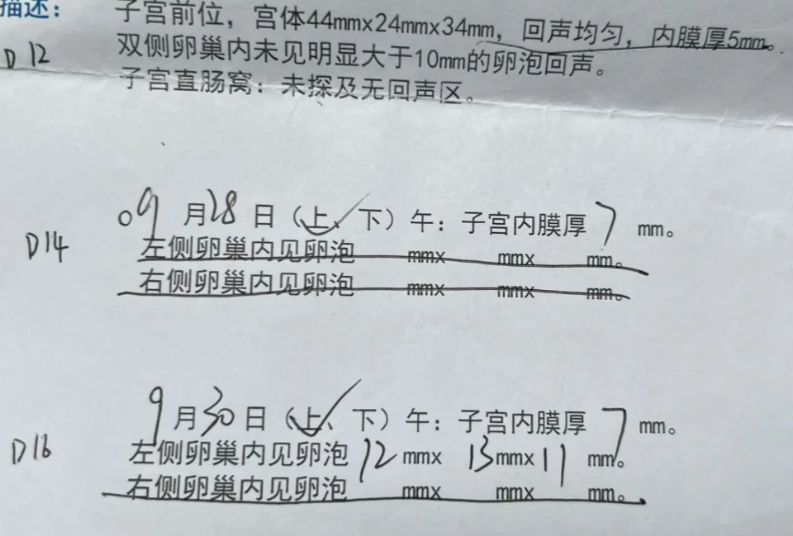 描述： 子宫前位，宫体44mmx24mmx34mm，回声均匀，内膜厚5mm。
D12 双侧卵巢内未见明显大于10mm的卵泡回声。
子宫直肠窝：未探及无回声区。
D14 09月28日（上、下）午：子宫内膜厚 7 mm。
左侧卵巢内见卵泡 mmx mmx mm。
右侧卵巢内见卵泡 mmx mmx mm。
D16 9月30日（上、下）午：子宫内膜厚 7 mm。
左侧卵巢内见卵泡 12 mmx 13 mmx 11 mm。
右侧卵巢内见卵泡 mmx mmx mm。